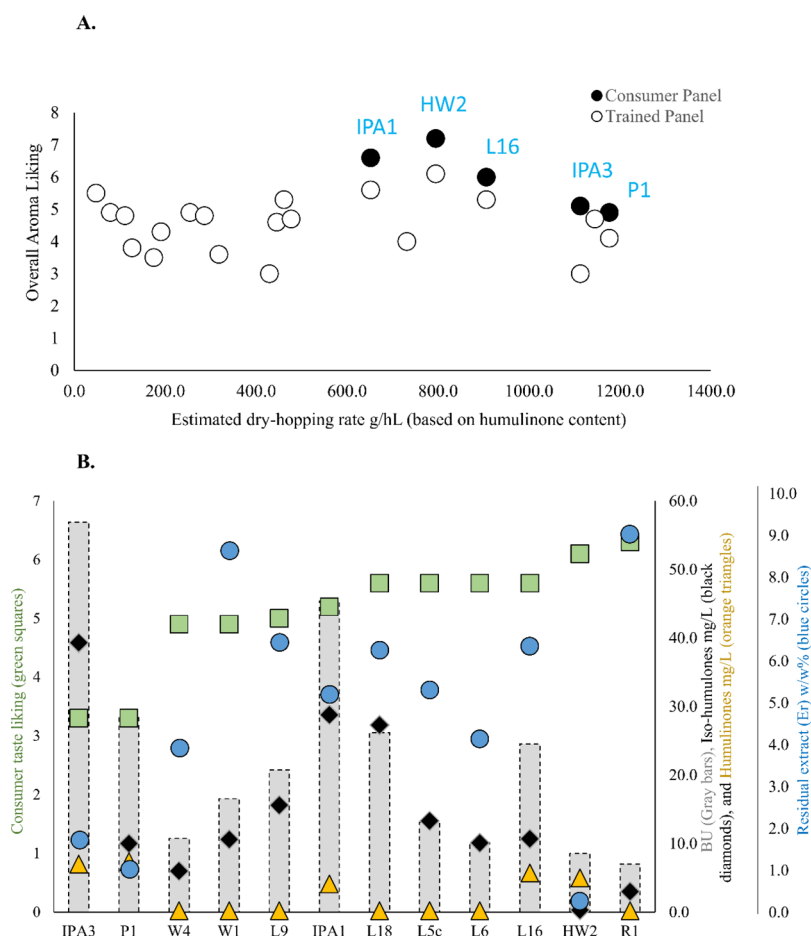 A.
8
7
6
5
4
3
2
1
0
Overall Aroma Liking
IPA1
HW2
L16
IPA3
P1
Consumer Panel
Trained Panel
0.0 200.0 400.0 600.0 800.0 1000.0 1200.0 1400.0
Estimated dry-hopping rate g/hL (based on humulinone content)
B.
7
6
5
4
3
2
1
0
Consumer taste liking (green squares)
60.0
50.0
40.0
30.0
20.0
10.0
0.0
BU (Gray bars), Iso-humulones mg/L (black
diamonds), and Humulinones mg/L (orange triangles)
10.0
9.0
8.0
7.0
6.0
5.0
4.0
3.0
2.0
1.0
0.0
Residual extract (Er) w/w% (blue circles)
IPA3 P1 W4 W1 L9 IPA1 L18 L5c L6 L16 HW2 R1